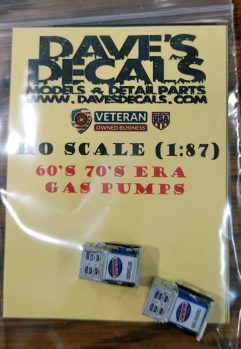 DAVE'S
DECALS
MODELS & DETAIL PARTS
WWW.DAVESDECALS.COM
VETERAN
OWNED BUSINESS
USA
HO SCALE (1:87)
60'S 70'S ERA
GAS PUMPS